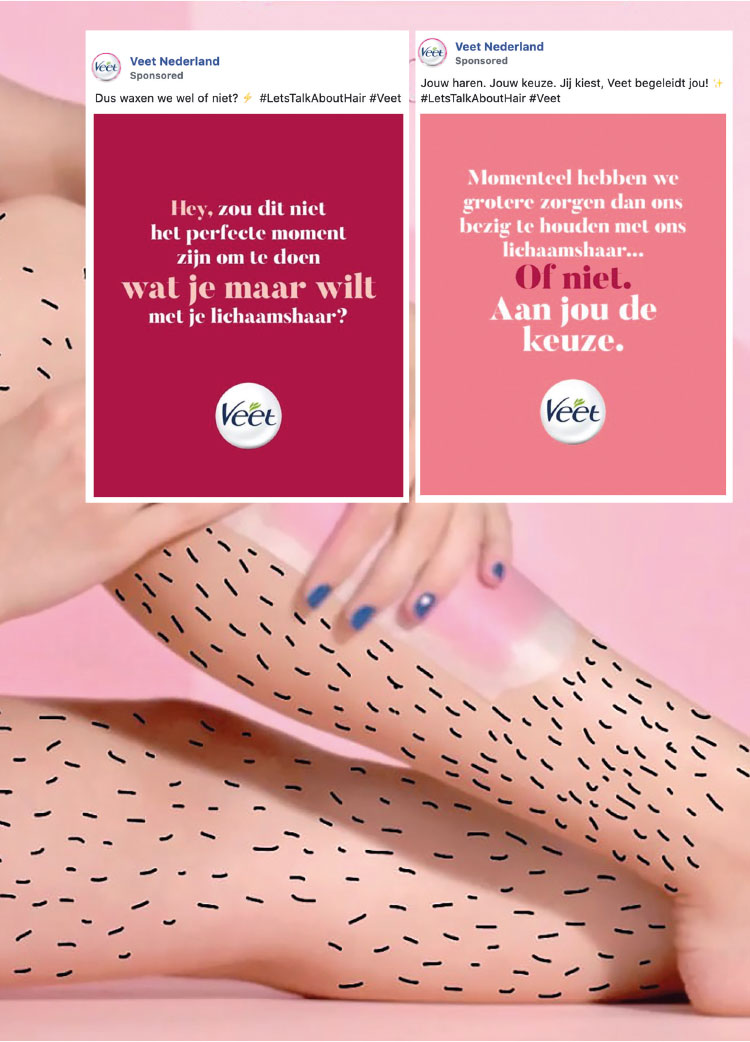 Veet Nederland
Sponsored
Dus waxen we wel of niet? ⚡ #LetsTalkAboutHair #Veet
Hey, zou dit niet
het perfecte moment
zijn om te doen
wat je maar wilt
met je lichaamshaar?
Veet
Veet
Veet Nederland
Sponsored
Jouw haren. Jouw keuze. Jij kiest, Veet begeleidt jou! ✨
#LetsTalkAboutHair #Veet
Momenteel hebben we
grotere zorgen dan ons
bezig te houden met ons
lichaamshaar...
Of niet.
Aan jou de
keuze.
Veet